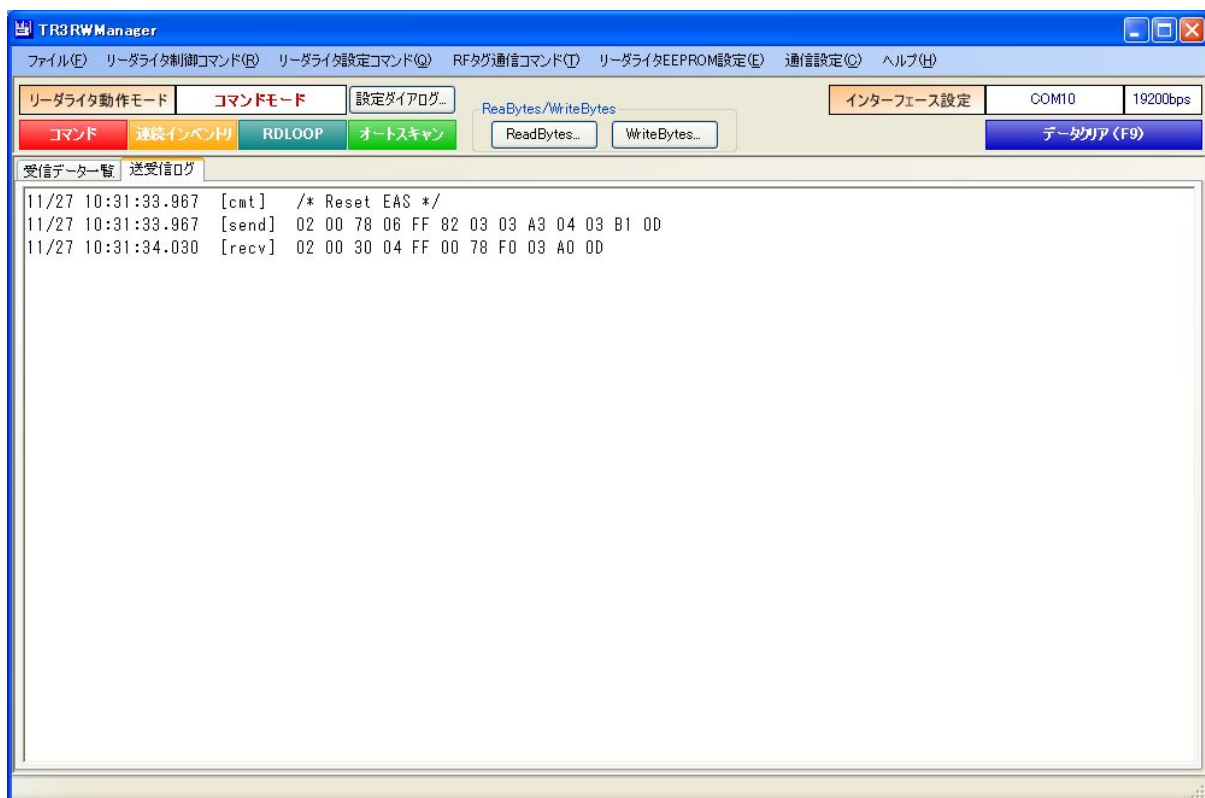 TR3RWManager
ファイル(F) リーダライタ制御コマンド(R) リーダライタ設定コマンド(Q) RFタグ通信コマンド(T) リーダライタEEPROM設定(E) 通信設定(C) ヘルプ(H)
リーダライタ動作モード コマンドモード 設定ダイアログ... ReaBytes/WriteBytes インターフェース設定 COM10 19200bps
コマンド 連続インベントリ RDLOOP オートスキャン ReadBytes... WriteBytes... データクリア (F9)
受信データ一覧 送受信ログ
11/27 10:31:33.967 [cmt] /* Reset EAS */
11/27 10:31:33.967 [send] 02 00 78 06 FF 82 03 03 A3 04 03 B1 0D
11/27 10:31:34.030 [recv] 02 00 30 04 FF 00 78 F0 03 A0 0D